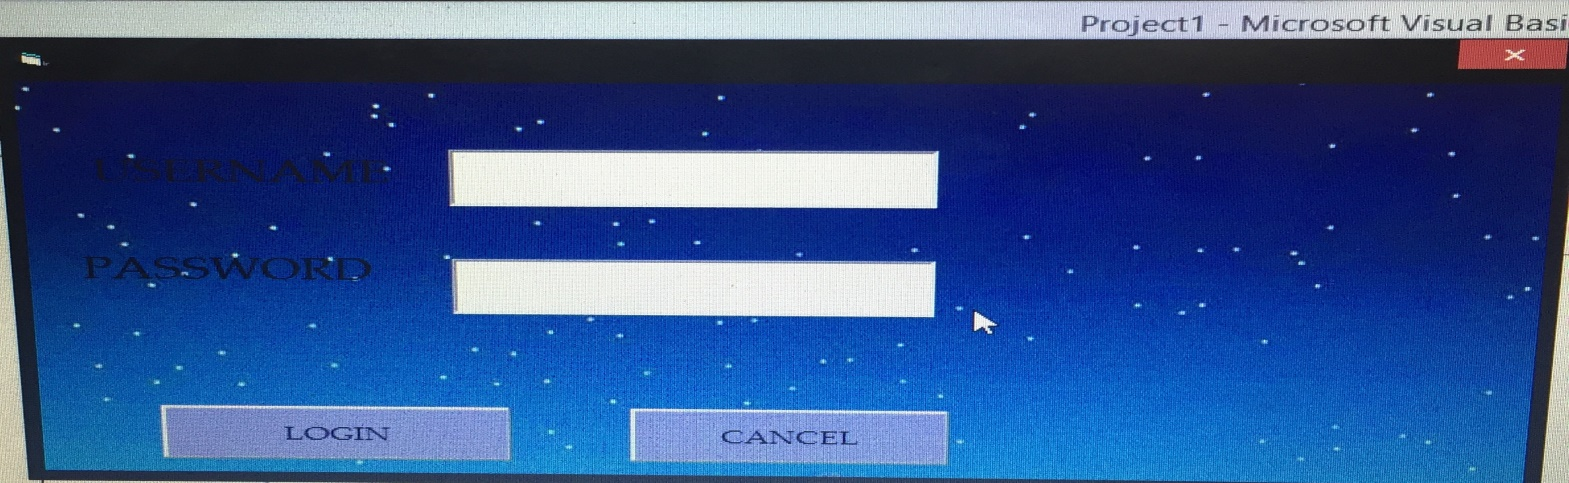 Project1 - Microsoft Visual Basi
USERNAME
PASSWORD
LOGIN
CANCEL